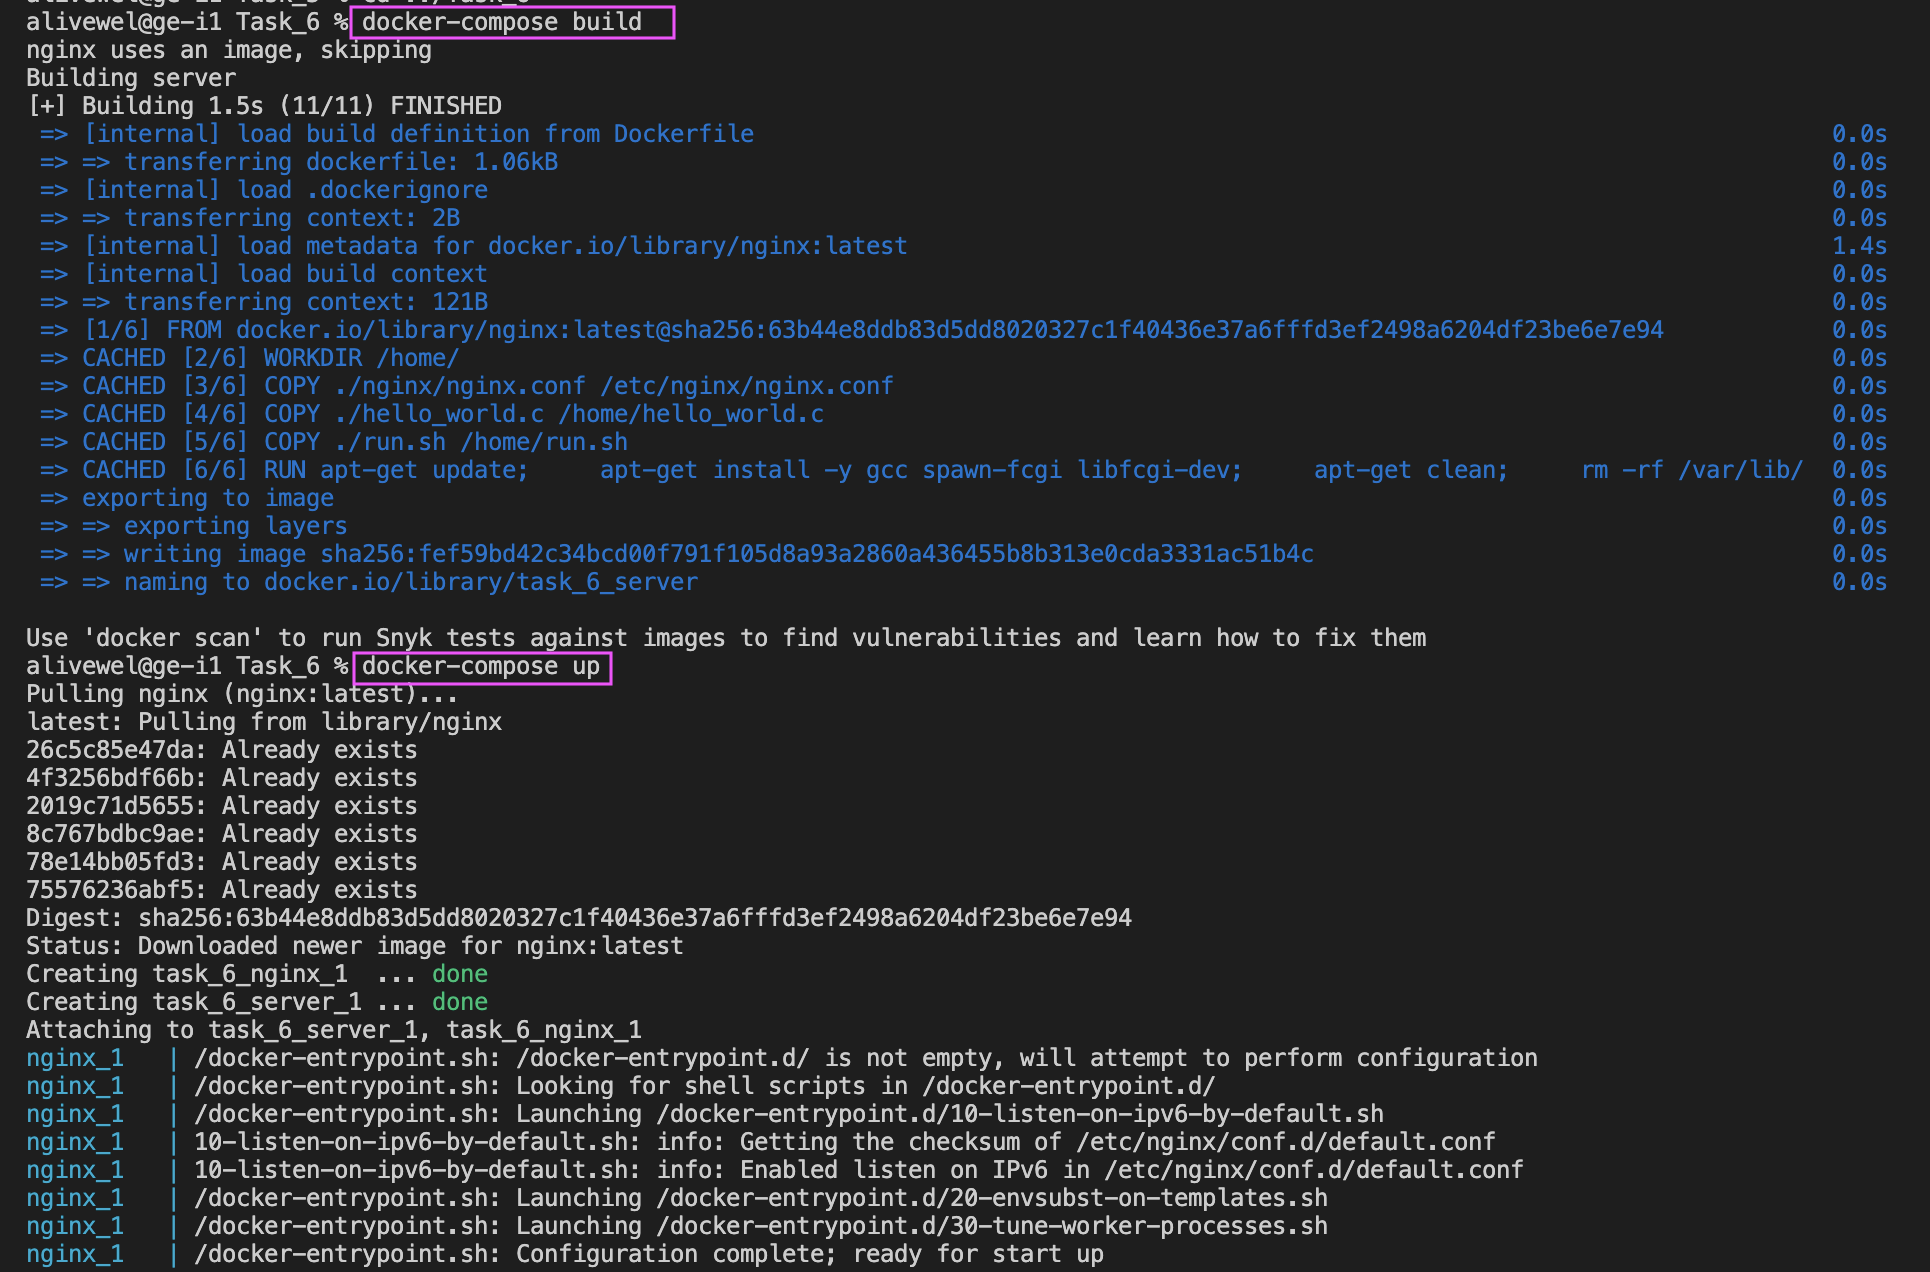 alivewel@ge-i1 Task_6 % docker-compose build
nginx uses an image, skipping
Building server
[+] Building 1.5s (11/11) FINISHED
=> [internal] load build definition from Dockerfile 0.0s
=> => transferring dockerfile: 1.06kB 0.0s
=> [internal] load .dockerignore 0.0s
=> => transferring context: 2B 0.0s
=> [internal] load metadata for docker.io/library/nginx:latest 1.4s
=> [internal] load build context 0.0s
=> => transferring context: 121B 0.0s
=> [1/6] FROM docker.io/library/nginx:latest@sha256:63b44e8ddb83d5dd8020327c1f40436e37a6fffd3ef2498a6204df23be6e7e94 0.0s
=> CACHED [2/6] WORKDIR /home/ 0.0s
=> CACHED [3/6] COPY ./nginx/nginx.conf /etc/nginx/nginx.conf 0.0s
=> CACHED [4/6] COPY ./hello_world.c /home/hello_world.c 0.0s
=> CACHED [5/6] COPY ./run.sh /home/run.sh 0.0s
=> CACHED [6/6] RUN apt-get update; apt-get install -y gcc spawn-fcgi libfcgi-dev; apt-get clean; rm -rf /var/lib/ 0.0s
=> exporting to image 0.0s
=> => exporting layers 0.0s
=> => writing image sha256:fef59bd42c34bcd00f791f105d8a93a2860a436455b8b313e0cda3331ac51b4c 0.0s
=> => naming to docker.io/library/task_6_server 0.0s
Use 'docker scan' to run Snyk tests against images to find vulnerabilities and learn how to fix them
alivewel@ge-i1 Task_6 % docker-compose up
Pulling nginx (nginx:latest)...
latest: Pulling from library/nginx
26c5c85e47da: Already exists
4f3256bdf66b: Already exists
2019c71d5655: Already exists
8c767bdbc9ae: Already exists
78e14bb05fd3: Already exists
75576236abf5: Already exists
Digest: sha256:63b44e8ddb83d5dd8020327c1f40436e37a6fffd3ef2498a6204df23be6e7e94
Status: Downloaded newer image for nginx:latest
Creating task_6_nginx_1 ... done
Creating task_6_server_1 ... done
Attaching to task_6_server_1, task_6_nginx_1
nginx_1 | /docker-entrypoint.sh: /docker-entrypoint.d/ is not empty, will attempt to perform configuration
nginx_1 | /docker-entrypoint.sh: Looking for shell scripts in /docker-entrypoint.d/
nginx_1 | /docker-entrypoint.sh: Launching /docker-entrypoint.d/10-listen-on-ipv6-by-default.sh
nginx_1 | 10-listen-on-ipv6-by-default.sh: info: Getting the checksum of /etc/nginx/conf.d/default.conf
nginx_1 | 10-listen-on-ipv6-by-default.sh: info: Enabled listen on IPv6 in /etc/nginx/conf.d/default.conf
nginx_1 | /docker-entrypoint.sh: Launching /docker-entrypoint.d/20-envsubst-on-templates.sh
nginx_1 | /docker-entrypoint.sh: Launching /docker-entrypoint.d/30-tune-worker-processes.sh
nginx_1 | /docker-entrypoint.sh: Configuration complete; ready for start up